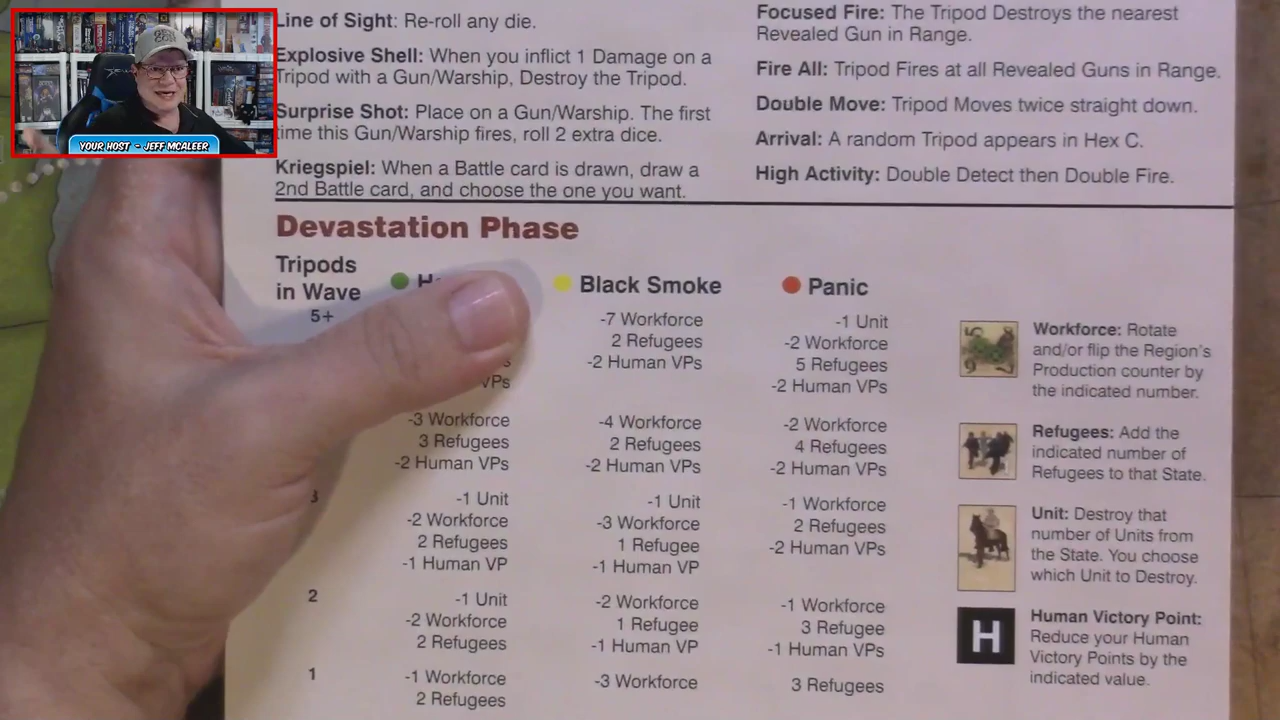 YOUR HOST - JEFF MCALEER
Line of Sight: Re-roll any die.
Explosive Shell: When you inflict 1 Damage on a
Tripod with a Gun/Warship, Destroy the Tripod.
Surprise Shot: Place on a Gun/Warship. The first
time this Gun/Warship fires, roll 2 extra dice.
Kriegspiel: When a Battle card is drawn, draw a
2nd Battle card, and choose the one you want.
Focused Fire: The Tripod Destroys the nearest
Revealed Gun in Range.
Fire All: Tripod Fires at all Revealed Guns in Range.
Double Move: Tripod Moves twice straight down.
Arrival: A random Tripod appears in Hex C.
High Activity: Double Detect then Double Fire.
Devastation Phase
Tripods
in Wave
Black Smoke
Panic
5+
VPs
-7 Workforce
2 Refugees
-2 Human VPs
-1 Unit
-2 Workforce
5 Refugees
-2 Human VPs
-3 Workforce
3 Refugees
-2 Human VPs
-4 Workforce
2 Refugees
-2 Human VPs
-2 Workforce
4 Refugees
-2 Human VPs
3
-1 Unit
-2 Workforce
2 Refugees
-1 Human VP
-1 Unit
-3 Workforce
1 Refugee
-1 Human VP
-1 Workforce
2 Refugees
-2 Human VPs
2
-1 Unit
-2 Workforce
2 Refugees
-2 Workforce
1 Refugee
-1 Human VP
-1 Workforce
3 Refugee
-1 Human VPs
1
-1 Workforce
2 Refugees
-3 Workforce
3 Refugees
Workforce: Rotate
and/or flip the Region's
Production counter by
the indicated number.
Refugees: Add the
indicated number of
Refugees to that State.
Unit: Destroy that
number of Units from
the State. You choose
which Unit to Destroy.
H
Human Victory Point:
Reduce your Human
Victory Points by the
indicated value.